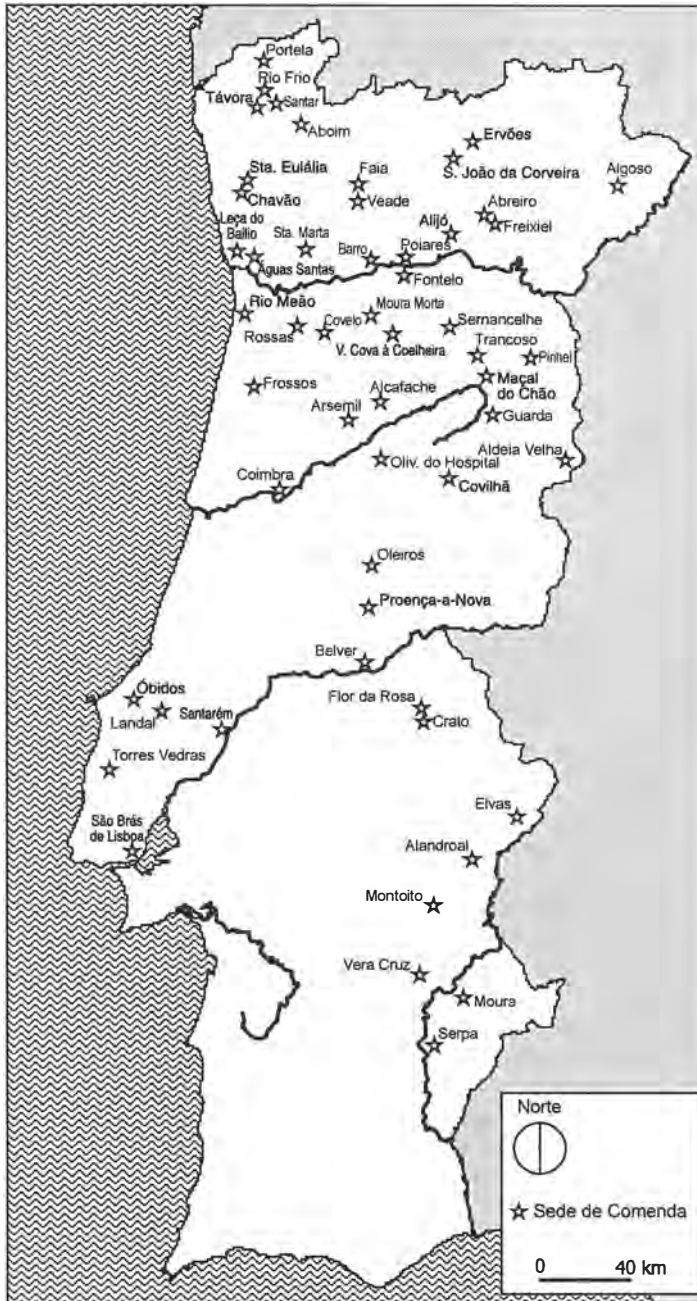 Portela
Rio Frio
Távora
Santar
Aboim
Ervões
S. João da Corveira
Algoso
Sta. Eulália
Chavão
Faia
Veade
Abreiro
Freixiel
Alijó
Leça do
Bailio
Sta. Marta
Barro
Poiares
Águas Santas
Fontelo
Rio Meão
Moura Morta
Rossas
Covelo
Sernancelhe
V. Cova à Coelheira
Trancoso
Pinhel
Frossos
Alcafache
Maçal
do Chão
Arsemil
Guarda
Coimbra
Oliv. do Hospital
Aldeia Velha
Covilhã
Oleiros
Proença-a-Nova
Belver
Óbidos
Landal
Santarém
Flor da Rosa
Crato
Torres Vedras
São Brás
de Lisboa
Elvas
Alandroal
Montoito
Vera Cruz
Moura
Serpa
Norte
Sede de Comenda
0 40 km